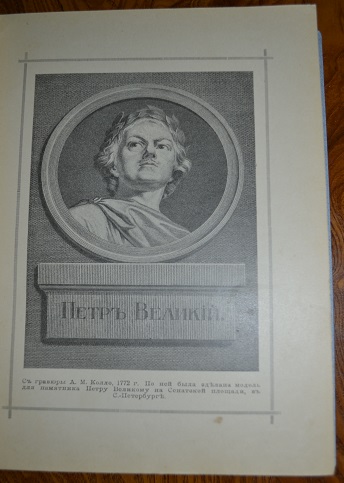 ПЕТРЪ ВЕЛИКІЙ.
Съ гравюры А. М. Колло, 1772 г. По ней была сдѣлана модель
для памятника Петру Великому на Сенатской площади, въ
С.-Петербургѣ.